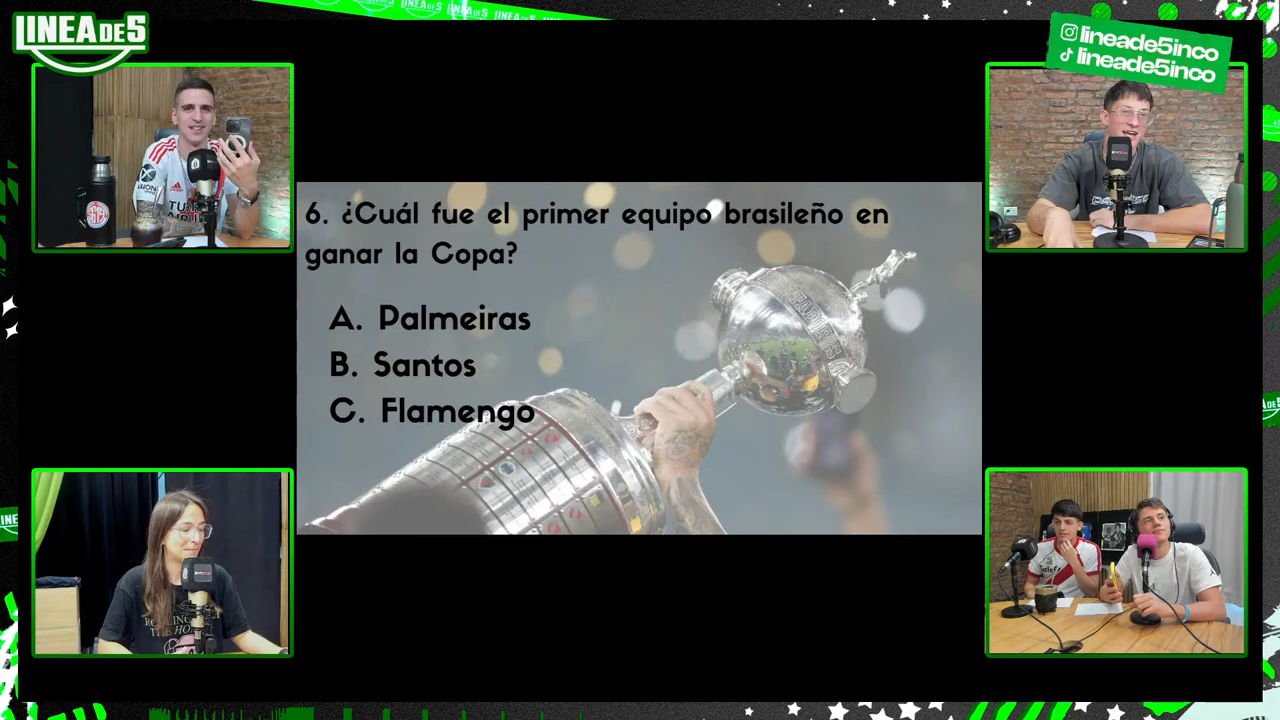 LINEA DE 5
lineade5inco
lineade5inco
6. ¿Cuál fue el primer equipo brasileño en
ganar la Copa?
A. Palmeiras
B. Santos
C. Flamengo